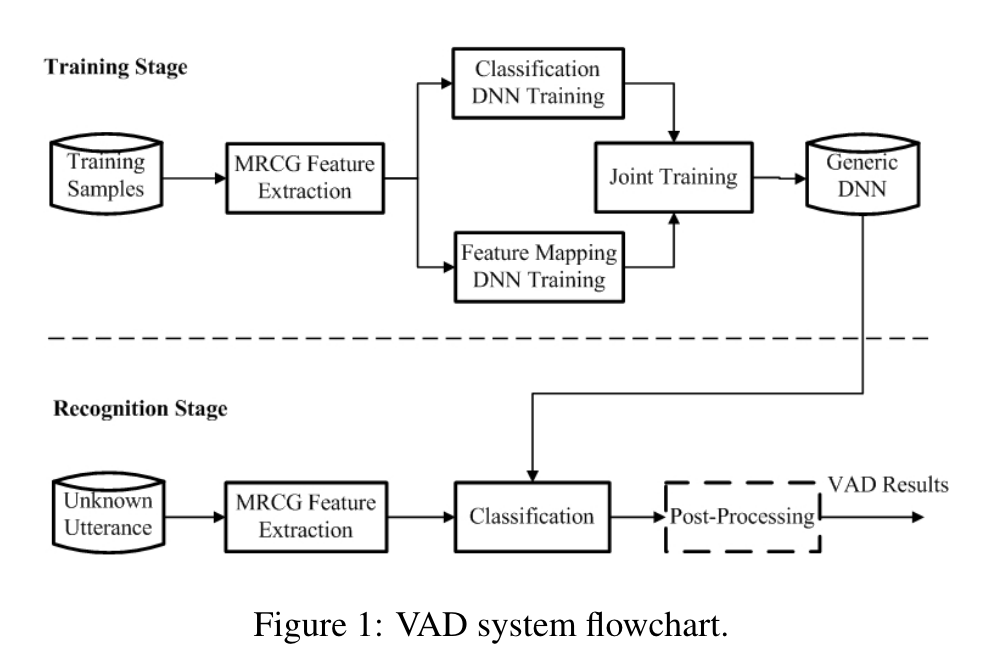 Training Stage
Training
Samples
MRCG Feature
Extraction
Classification
DNN Training
Feature Mapping
DNN Training
Joint Training
Generic
DNN
Recognition Stage
Unknown
Utterance
MRCG Feature
Extraction
Classification
Post-Processing
VAD Results
Figure 1: VAD system flowchart.